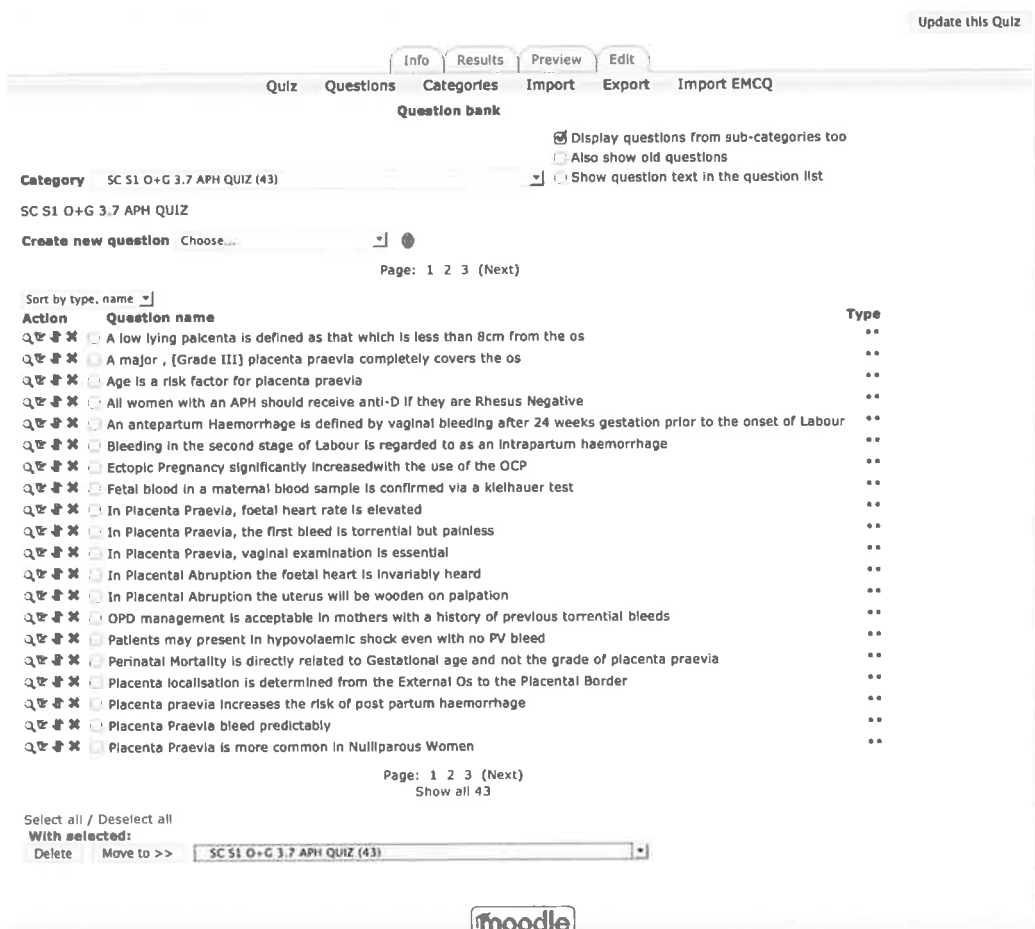 Update this Quiz
Info Results Preview Edit
Quiz Questions Categories Import Export Import EMCQ
Question bank
Display questions from sub-categories too
Also show old questions
Category SC S1 O+G 3.7 APH QUIZ (43) Show question text in the question list
SC S1 O+G 3.7 APH QUIZ
Create new question Choose...
Page: 1 2 3 (Next)
Sort by type, name
Action Question name Type
A low lying palcenta is defined as that which is less than 8cm from the os
A major , [Grade III] placenta praevia completely covers the os
Age is a risk factor for placenta praevia
All women with an APH should receive anti-D if they are Rhesus Negative
An antepartum Haemorrhage is defined by vaginal bleeding after 24 weeks gestation prior to the onset of Labour
Bleeding in the second stage of Labour is regarded to as an intrapartum haemorrhage
Ectopic Pregnancy significantly increasedwith the use of the OCP
Fetal blood in a maternal blood sample is confirmed via a kleihauer test
In Placenta Praevia, foetal heart rate is elevated
In Placenta Praevia, the first bleed is torrential but painless
In Placenta Praevia, vaginal examination is essential
In Placental Abruption the foetal heart is invariably heard
In Placental Abruption the uterus will be wooden on palpation
OPD management is acceptable in mothers with a history of previous torrential bleeds
Patients may present in hypovolaemic shock even with no PV bleed
Perinatal Mortality is directly related to Gestational age and not the grade of placenta praevia
Placenta localisation is determined from the External Os to the Placental Border
Placenta praevia increases the risk of post partum haemorrhage
Placenta Praevia bleed predictably
Placenta Praevia is more common in Nulliparous Women
Page: 1 2 3 (Next)
Show all 43
Select all / Deselect all
With selected:
Delete Move to >> SC S1 O+G 3.7 APH QUIZ (43)
moodle